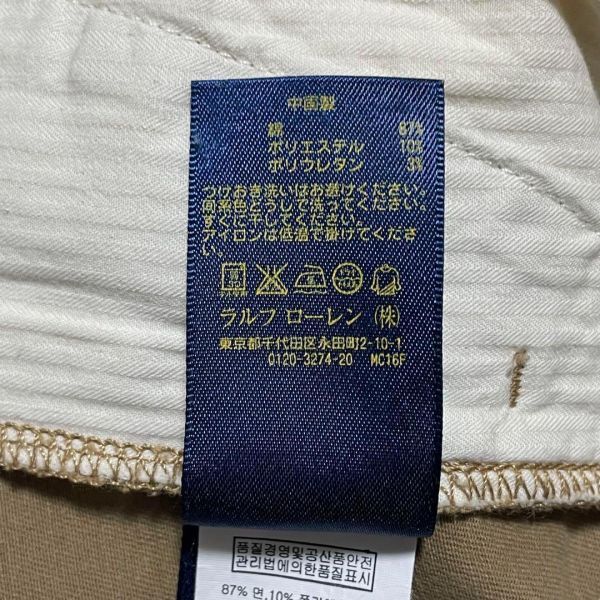 中国製
綿 87%
ポリエステル 10%
ポリウレタン 3%
つけおき洗いはお避けください。
同系色どうしで洗ってください。
すぐに干してください。
アイロンは低温で掛けてください。
ラルフ ローレン (株)
東京都千代田区永田町2-10-1
0120-3274-20 MC16F
품질경영및공산품안전
관리법에의한품질표시
87% 면,10%